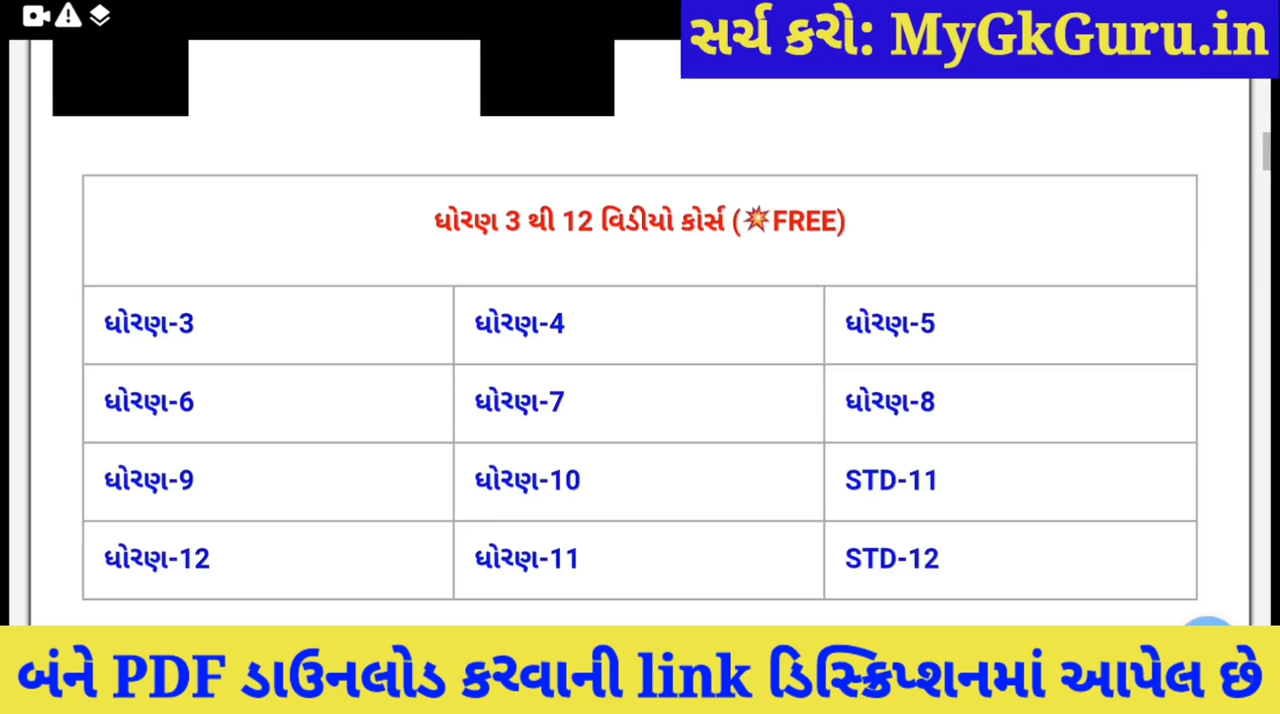 સર્ચ કરો: MyGkGuru.in
ધોરણ 3 થી 12 વિડીયો કોર્સ (💥FREE)
ધોરણ-3 ધોરણ-4 ધોરણ-5
ધોરણ-6 ધોરણ-7 ધોરણ-8
ધોરણ-9 ધોરણ-10 STD-11
ધોરણ-12 ધોરણ-11 STD-12
બંને PDF ડાઉનલોડ કરવાની link ડિસ્ક્રિપ્શનમાં આપેલ છે